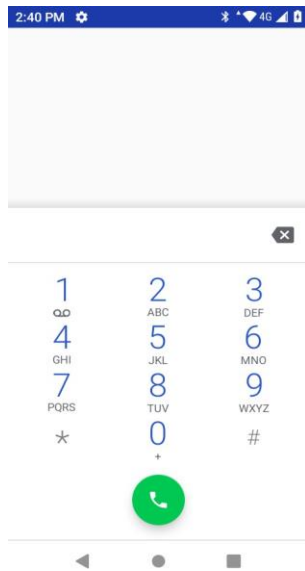 2:40 PM 4G
1 2 3
ABC DEF
4 5 6
GHI JKL MNO
7 8 9
PQRS TUV WXYZ
* 0 #
+